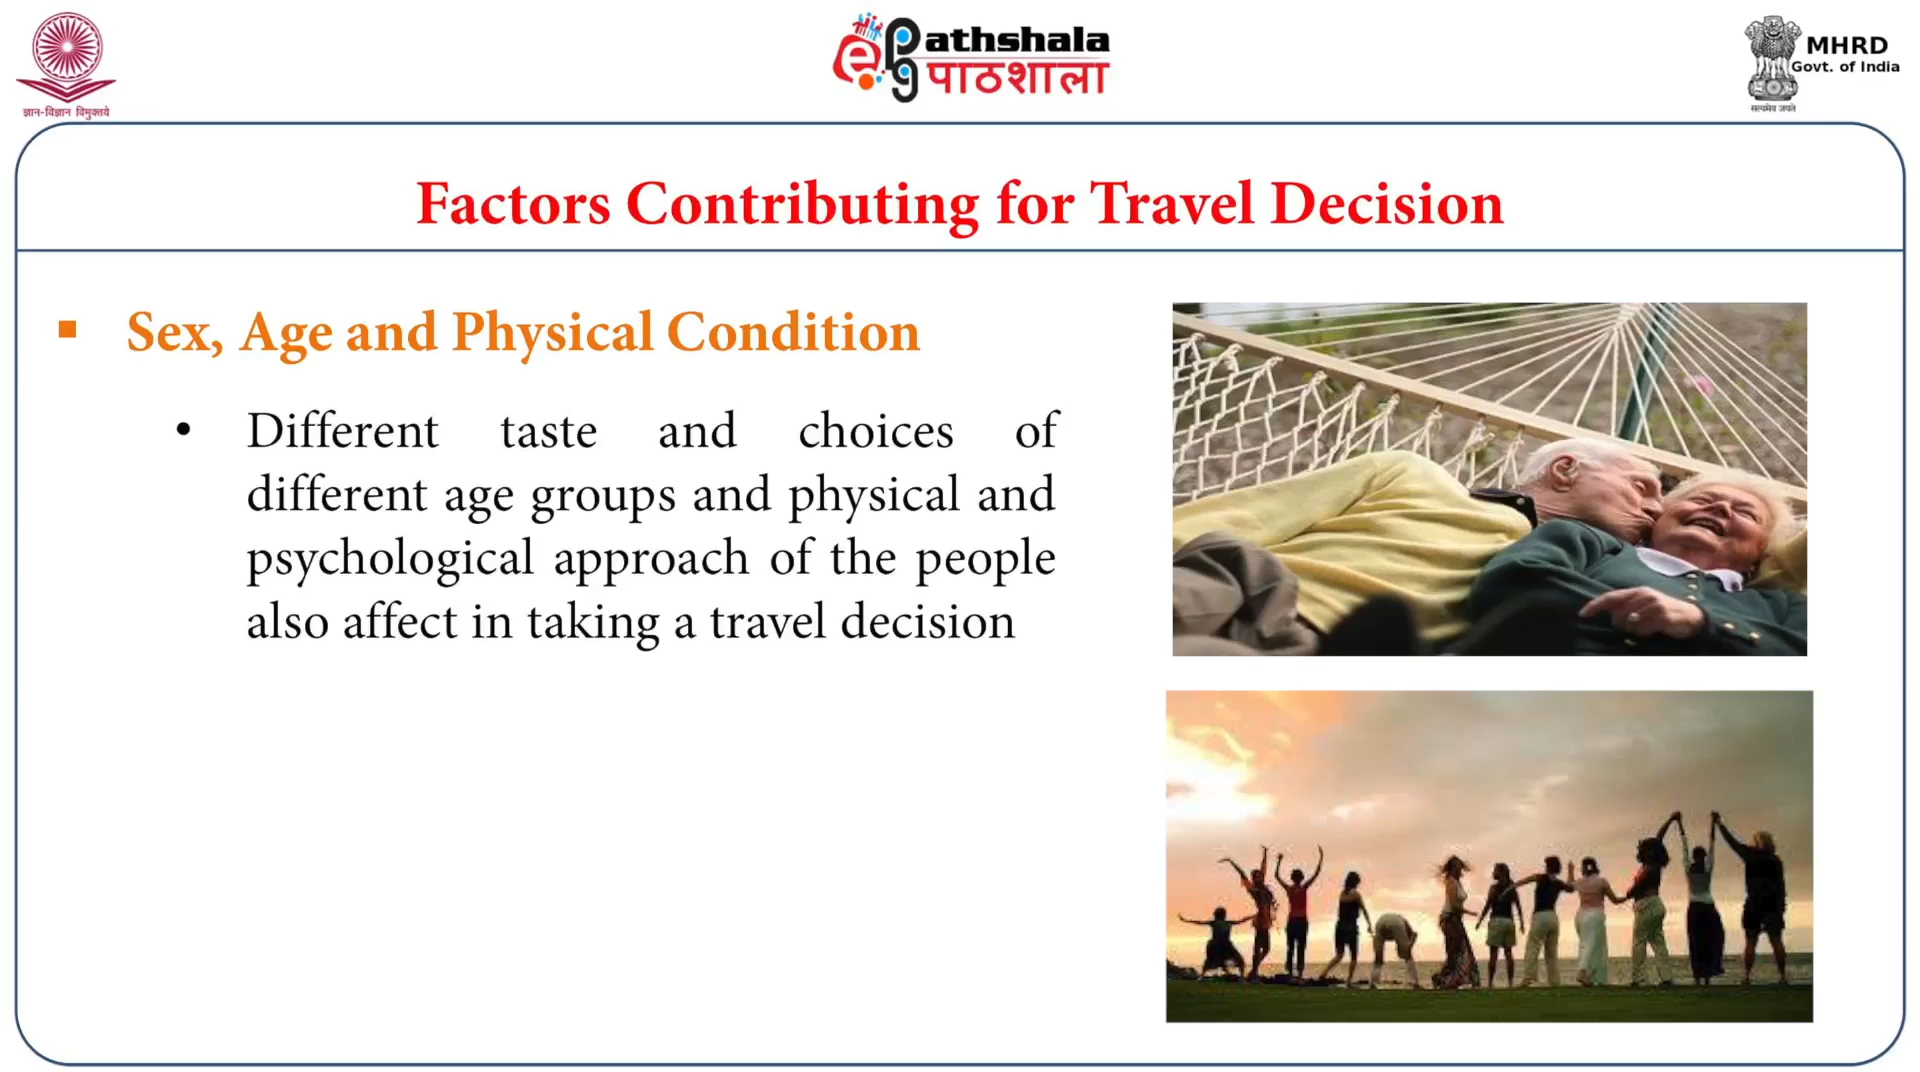 ज्ञान-विज्ञान विमुक्तये
e
pg
Pathshala
पाठशाला
MHRD
Govt. of India
सत्यमेव जयते
Factors Contributing for Travel Decision
▪ Sex, Age and Physical Condition
• Different taste and choices of
different age groups and physical and
psychological approach of the people
also affect in taking a travel decision